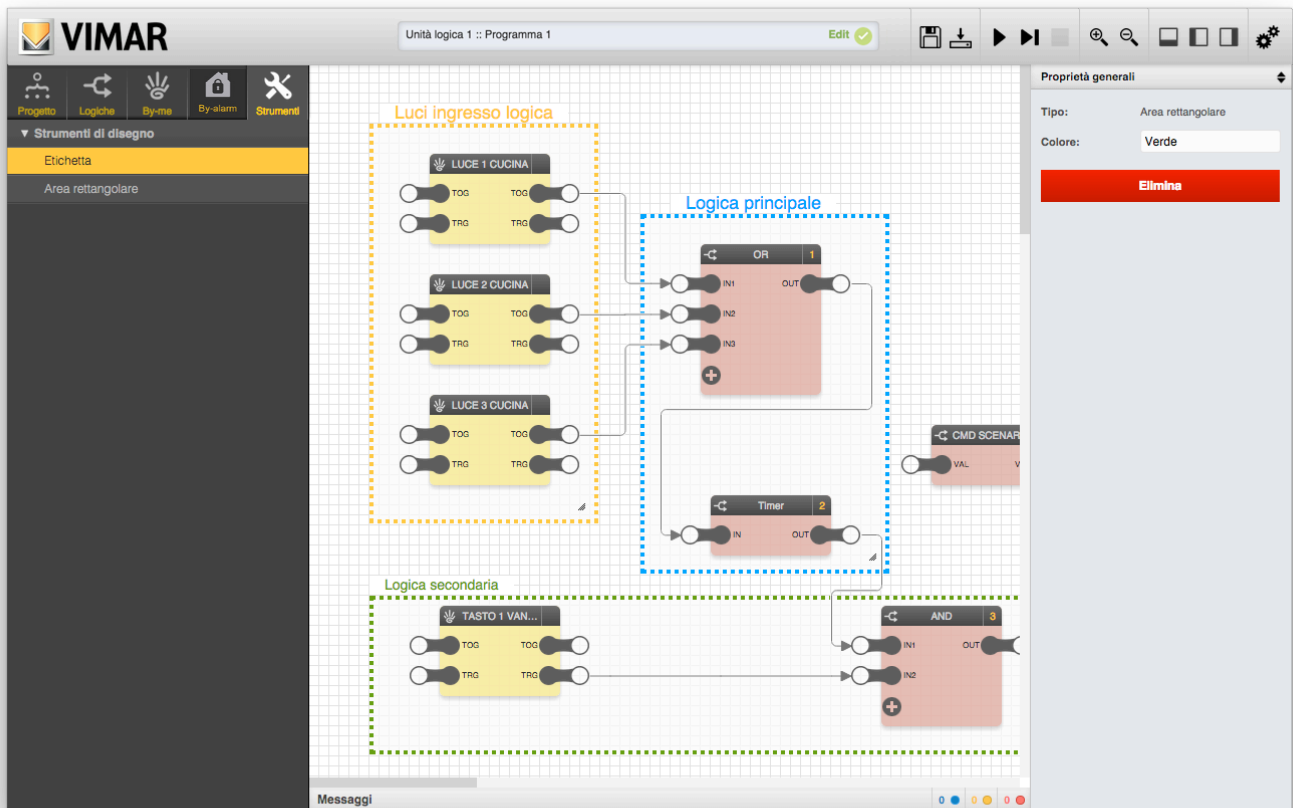 VIMAR
Unità logica 1 :: Programma 1
Edit
Progetto
Logiche
By-me
By-alarm
Strumenti
▼ Strumenti di disegno
Etichetta
Area rettangolare
Luci ingresso logica
LUCE 1 CUCINA
TOG TOG
TRG TRG
LUCE 2 CUCINA
TOG TOG
TRG TRG
LUCE 3 CUCINA
TOG TOG
TRG TRG
Logica principale
OR 1
IN1 OUT
IN2
IN3
Timer 2
IN OUT
CMD SCENAR
VAL V
Logica secondaria
TASTO 1 VAN...
TOG TOG
TRG TRG
AND 3
IN1 OUT
IN2
Messaggi
0 0 0
Proprietà generali
Tipo: Area rettangolare
Colore: Verde
Elimina